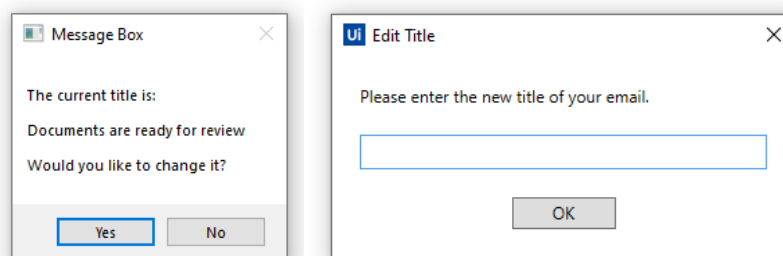 Message Box
The current title is:
Documents are ready for review
Would you like to change it?
Yes
No
Ui Edit Title
Please enter the new title of your email.
OK